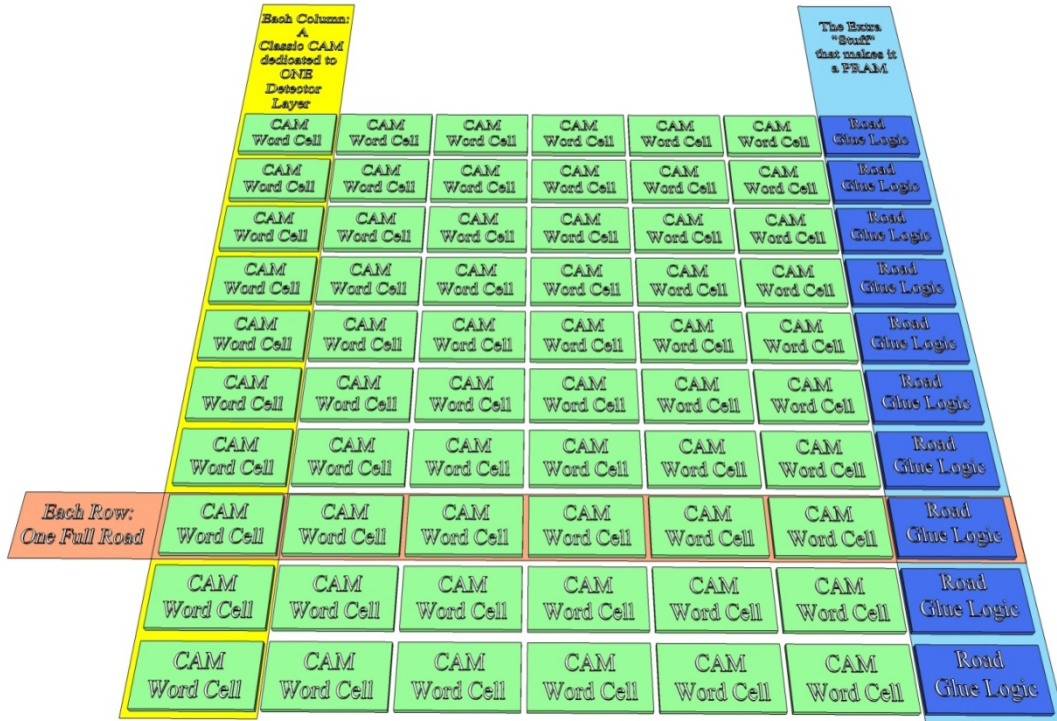 Each Column:
A
Classic CAM
dedicated to
ONE
Detector
Layer
The Extra
"Stuff"
that makes it
a PRAM
CAM CAM CAM CAM CAM CAM Road
Word Cell Word Cell Word Cell Word Cell Word Cell Word Cell Glue Logic
CAM CAM CAM CAM CAM CAM Road
Word Cell Word Cell Word Cell Word Cell Word Cell Word Cell Glue Logic
CAM CAM CAM CAM CAM CAM Road
Word Cell Word Cell Word Cell Word Cell Word Cell Word Cell Glue Logic
CAM CAM CAM CAM CAM CAM Road
Word Cell Word Cell Word Cell Word Cell Word Cell Word Cell Glue Logic
CAM CAM CAM CAM CAM CAM Road
Word Cell Word Cell Word Cell Word Cell Word Cell Word Cell Glue Logic
CAM CAM CAM CAM CAM CAM Road
Word Cell Word Cell Word Cell Word Cell Word Cell Word Cell Glue Logic
CAM CAM CAM CAM CAM CAM Road
Word Cell Word Cell Word Cell Word Cell Word Cell Word Cell Glue Logic
Each Row: CAM CAM CAM CAM CAM CAM Road
One Full Road Word Cell Word Cell Word Cell Word Cell Word Cell Word Cell Glue Logic
CAM CAM CAM CAM CAM CAM Road
Word Cell Word Cell Word Cell Word Cell Word Cell Word Cell Glue Logic
CAM CAM CAM CAM CAM CAM Road
Word Cell Word Cell Word Cell Word Cell Word Cell Word Cell Glue Logic